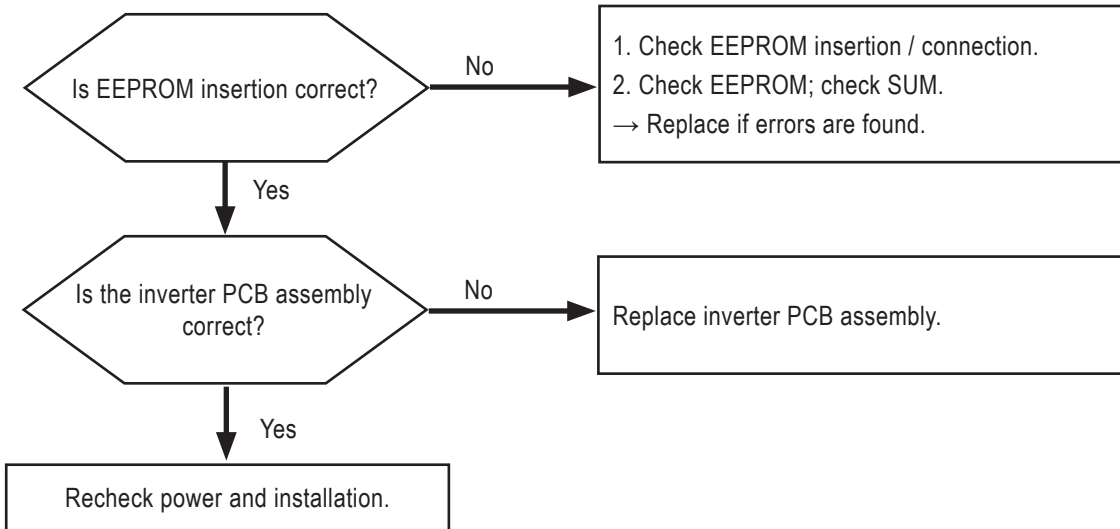 Is EEPROM insertion correct?
No
1. Check EEPROM insertion / connection.
2. Check EEPROM; check SUM.
→ Replace if errors are found.
Yes
Is the inverter PCB assembly
correct?
No
Replace inverter PCB assembly.
Yes
Recheck power and installation.